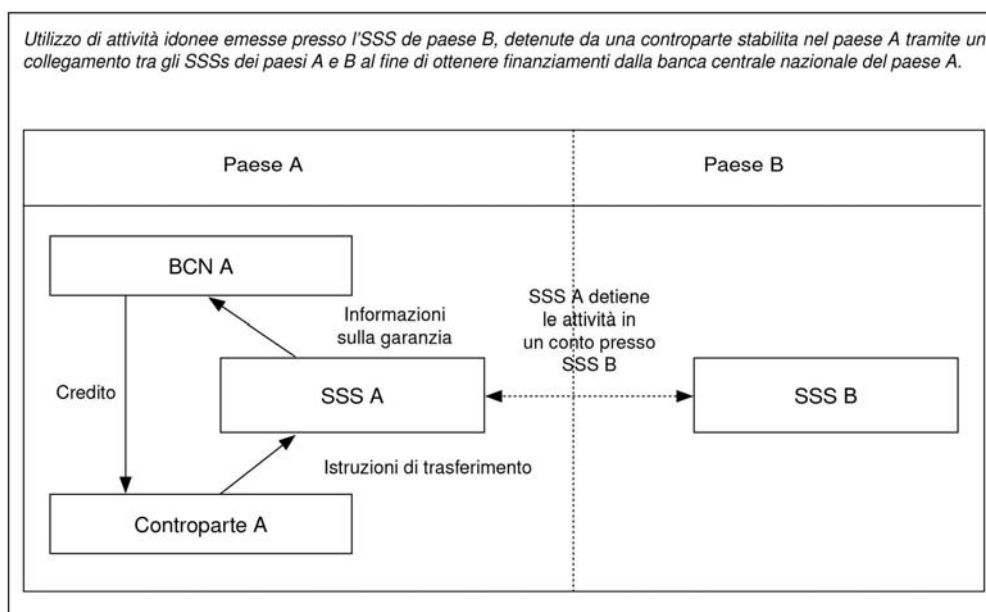 Utilizzo di attività idonee emesse presso l'SSS de paese B, detenute da una controparte stabilita nel paese A tramite un
collegamento tra gli SSSs dei paesi A e B al fine di ottenere finanziamenti dalla banca centrale nazionale del paese A.
Paese A
Paese B
BCN A
Informazioni
sulla garanzia
SSS A detiene
le attività in
un conto presso
SSS B
Credito
SSS A
SSS B
Istruzioni di trasferimento
Controparte A